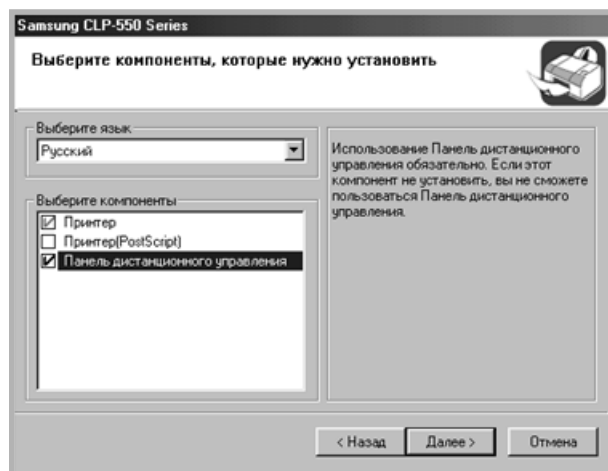 Samsung CLP-550 Series
Выберите компоненты, которые нужно установить
Выберите язык
Русский
Выберите компоненты
Принтер
Принтер(PostScript)
Панель дистанционного управления
Использование Панель дистанционного
управления обязательно. Если этот
компонент не установить, вы не сможете
пользоваться Панель дистанционного
управления.
< Назад
Далее >
Отмена